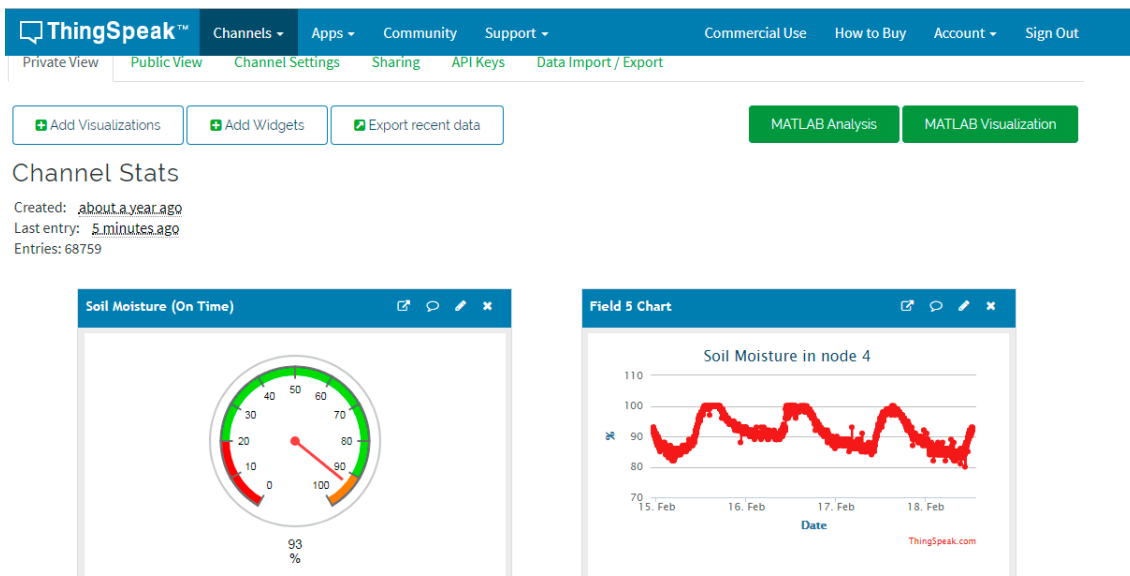 ThingSpeak™ Channels Apps Community Support Commercial Use How to Buy Account Sign Out
Private View Public View Channel Settings Sharing API Keys Data Import / Export
Add Visualizations Add Widgets Export recent data MATLAB Analysis MATLAB Visualization
Channel Stats
Created: about a year ago
Last entry: 5 minutes ago
Entries: 68759
Soil Moisture (On Time)
0
10
20
30
40
50
60
70
80
90
100
93
%
Field 5 Chart
Soil Moisture in node 4
110
100
90
80
70
%
15. Feb 16. Feb 17. Feb 18. Feb
Date
ThingSpeak.com